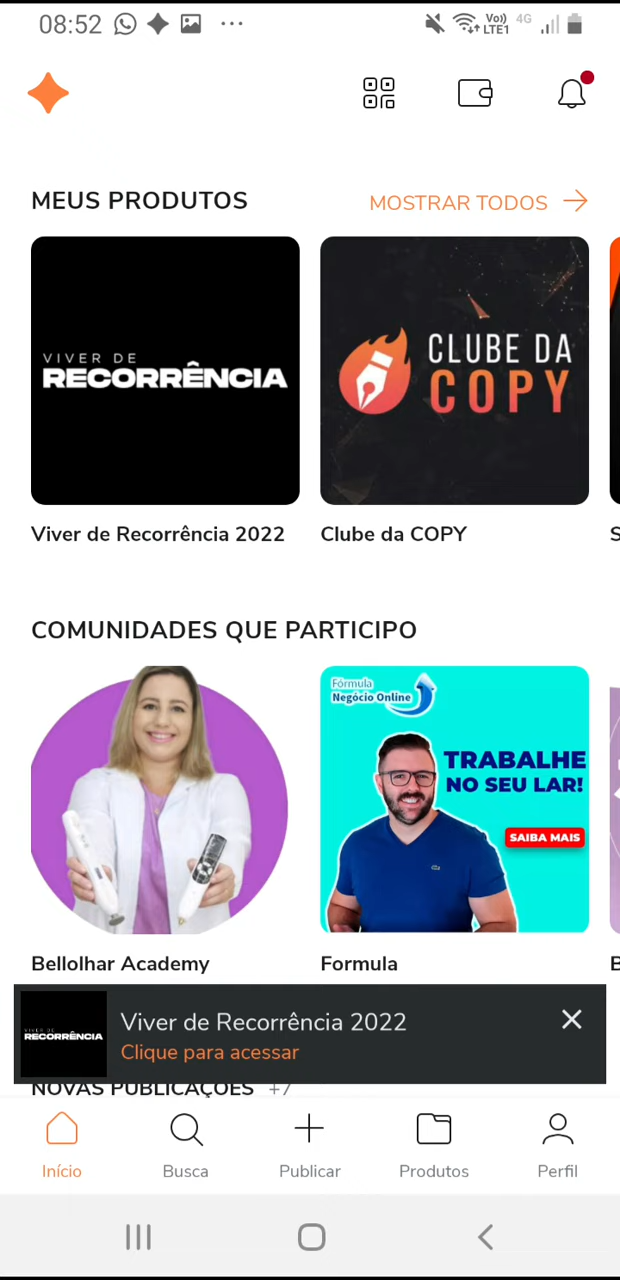 08:52
Vo))
LTE1
4G
MEUS PRODUTOS
MOSTRAR TODOS
VIVER DE
RECORRÊNCIA
CLUBE DA
COPY
Viver de Recorrência 2022
Clube da COPY
S
COMUNIDADES QUE PARTICIPO
Fórmula
Negócio Online
TRABALHE
NO SEU LAR!
SAIBA MAIS
Bellolhar Academy
Formula
B
VIVER DE
RECORRÊNCIA
Viver de Recorrência 2022
Clique para acessar
NOVAS PUBLICAÇÕES +7
Início
Busca
Publicar
Produtos
Perfil